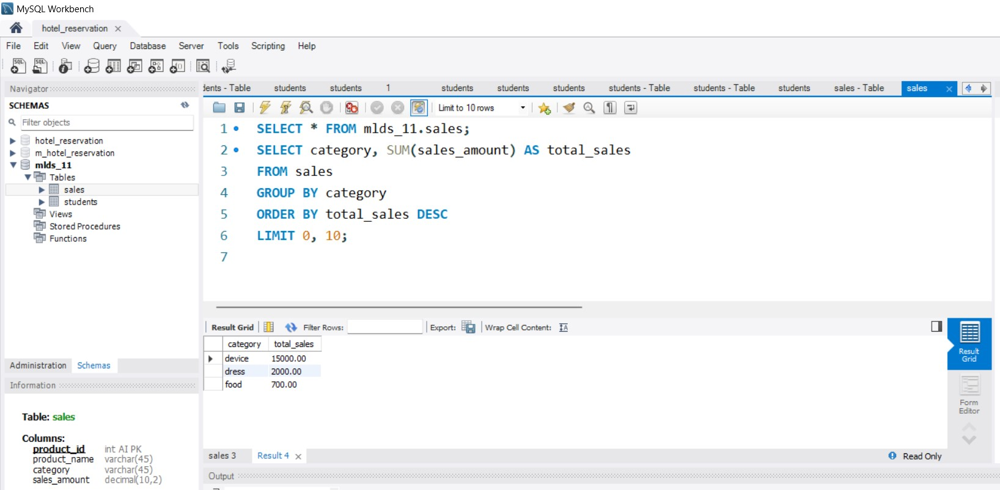 MySQL Workbench
hotel_reservation
File Edit View Query Database Server Tools Scripting Help
SQL SQL
Navigator
SCHEMAS
Filter objects
hotel_reservation
m_hotel_reservation
mlds_11
Tables
sales
students
Views
Stored Procedures
Functions
Administration Schemas
Information
Table: sales
Columns:
product_id int AI PK
product_name varchar(45)
category varchar(45)
sales_amount decimal(10,2)
dents - Table students students 1 students students students students - Table students - Table students sales - Table sales
Limit to 10 rows
1 SELECT * FROM mlds_11.sales;
2 SELECT category, SUM(sales_amount) AS total_sales
3 FROM sales
4 GROUP BY category
5 ORDER BY total_sales DESC
6 LIMIT 0, 10;
7
Result Grid Filter Rows: Export: Wrap Cell Content:
category total_sales
device 15000.00
dress 2000.00
food 700.00
Result
Grid
Form
Editor
sales 3 Result 4 Read Only
Output